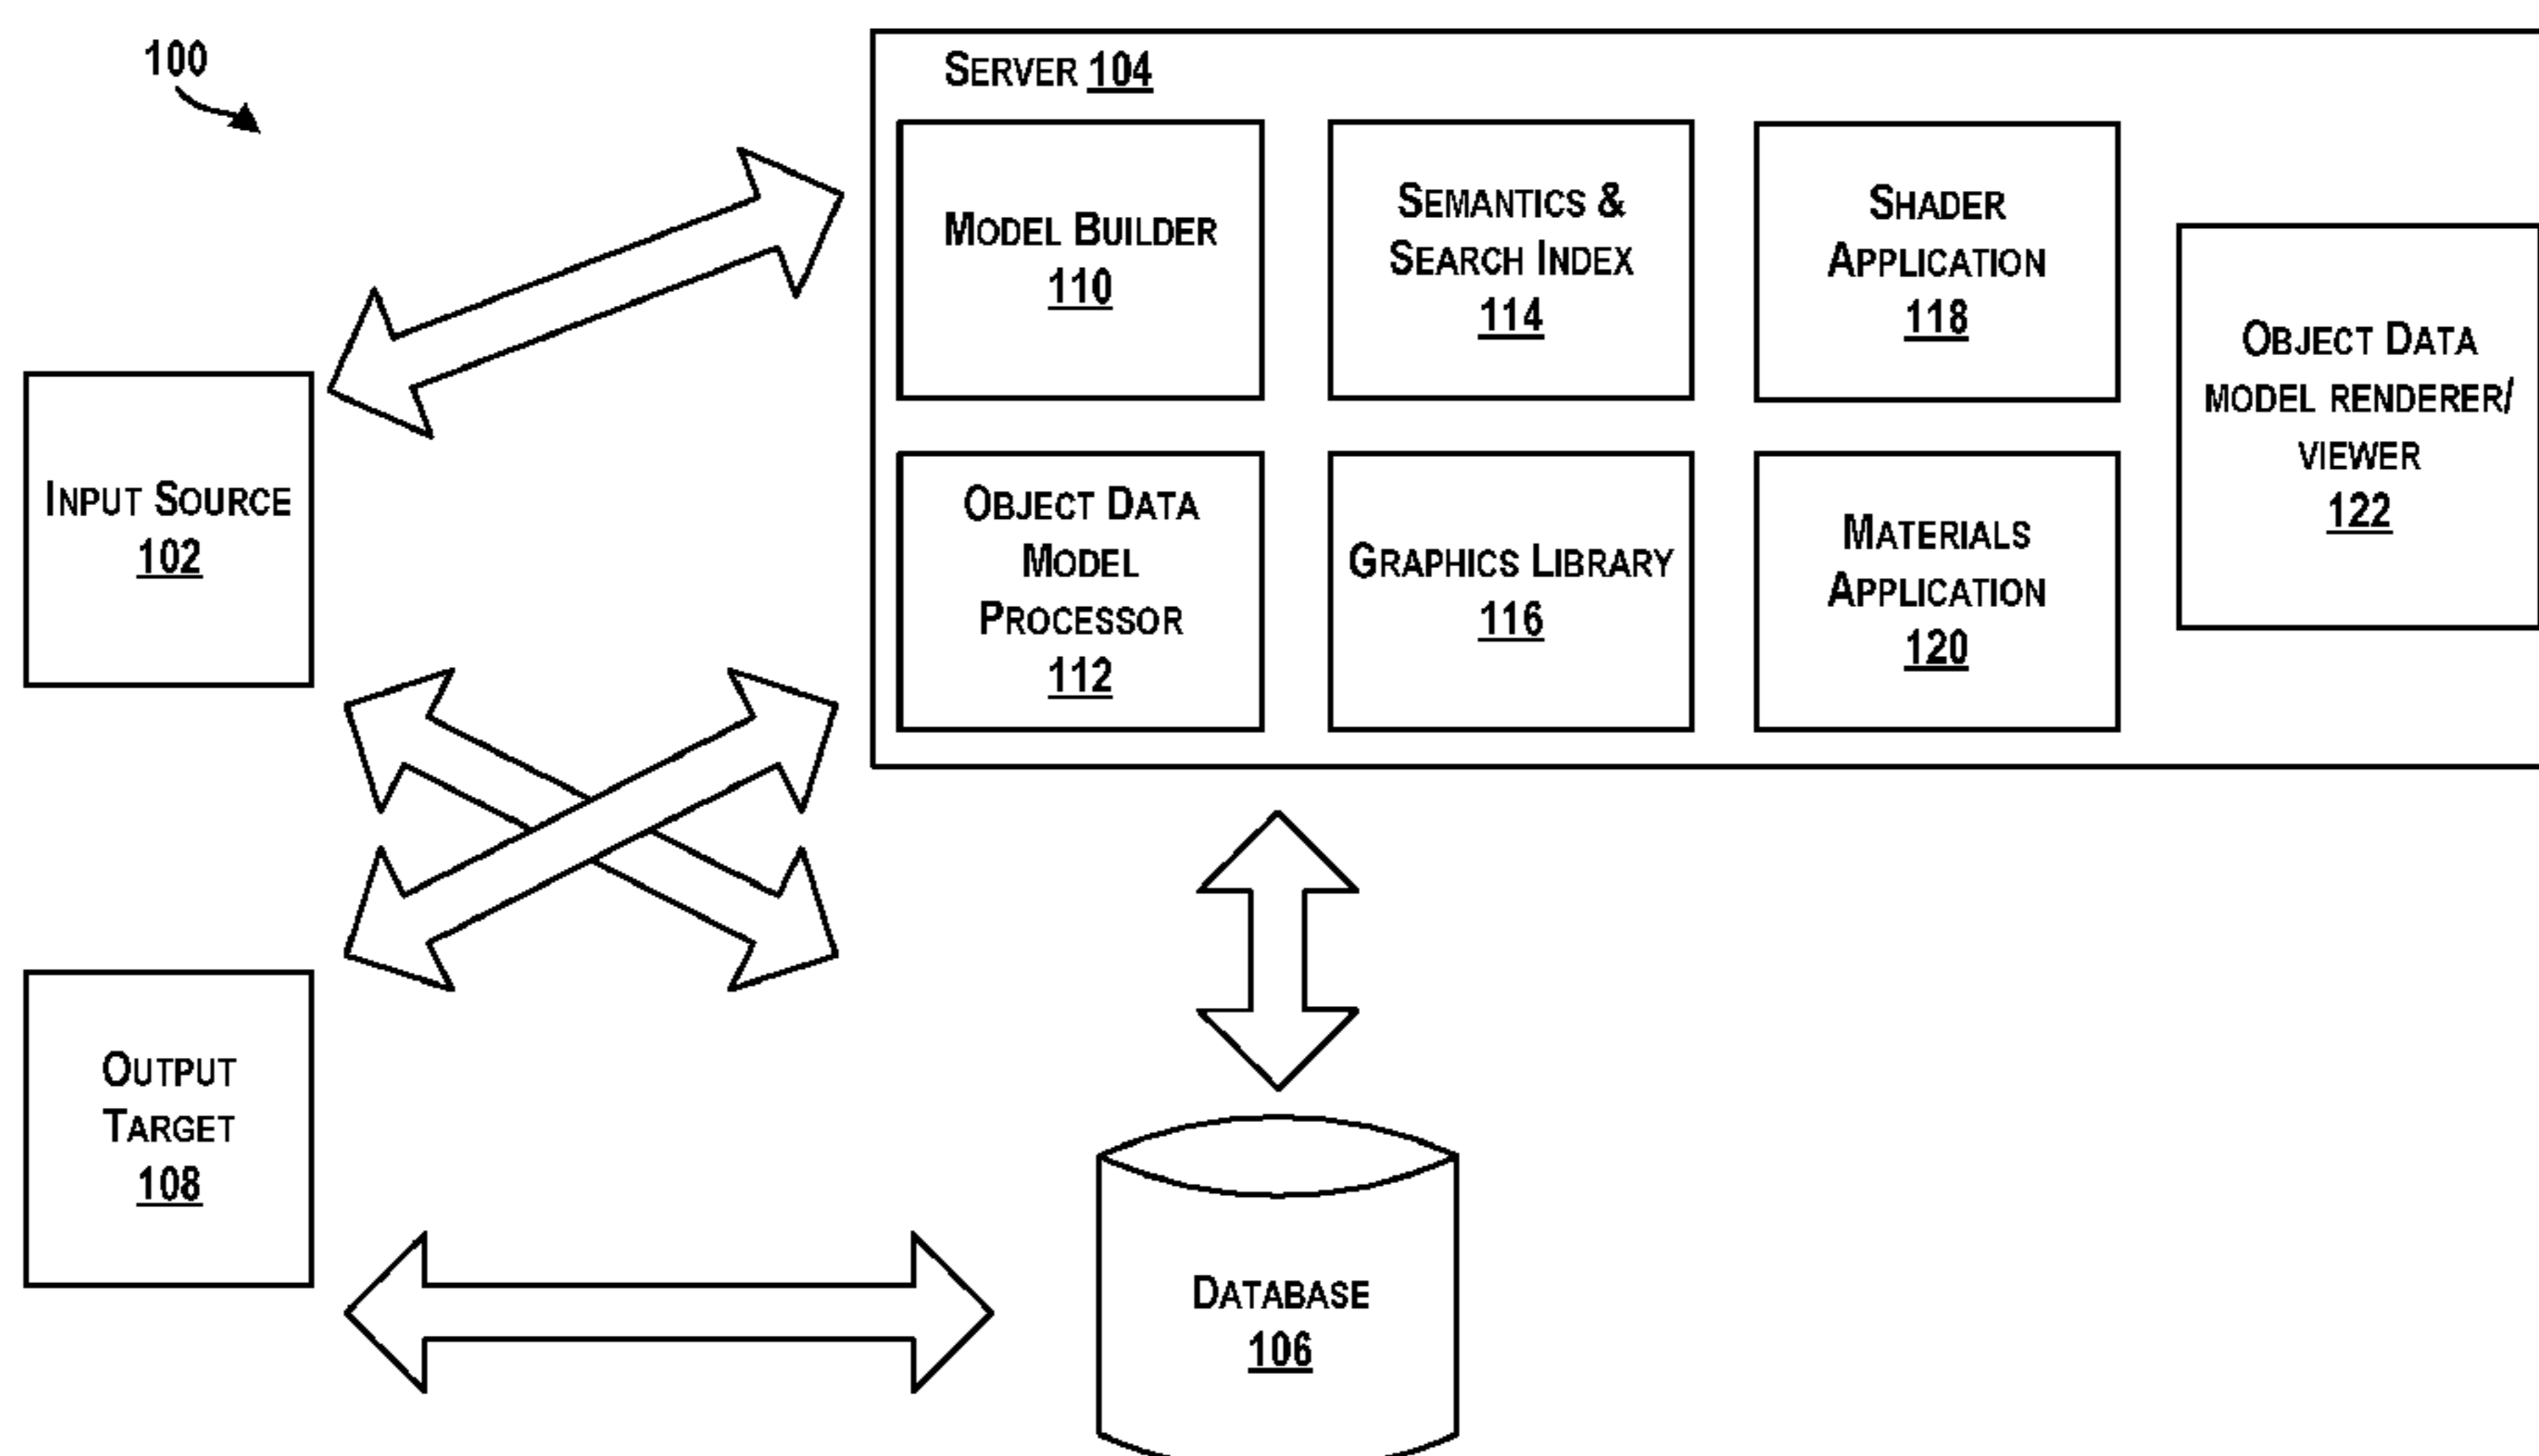 100
SERVER 104
MODEL BUILDER
110
SEMANTICS &
SEARCH INDEX
114
SHADER
APPLICATION
118
OBJECT DATA
MODEL RENDERER/
VIEWER
122
INPUT SOURCE
102
OBJECT DATA
MODEL
PROCESSOR
112
GRAPHICS LIBRARY
116
MATERIALS
APPLICATION
120
OUTPUT
TARGET
108
DATABASE
106